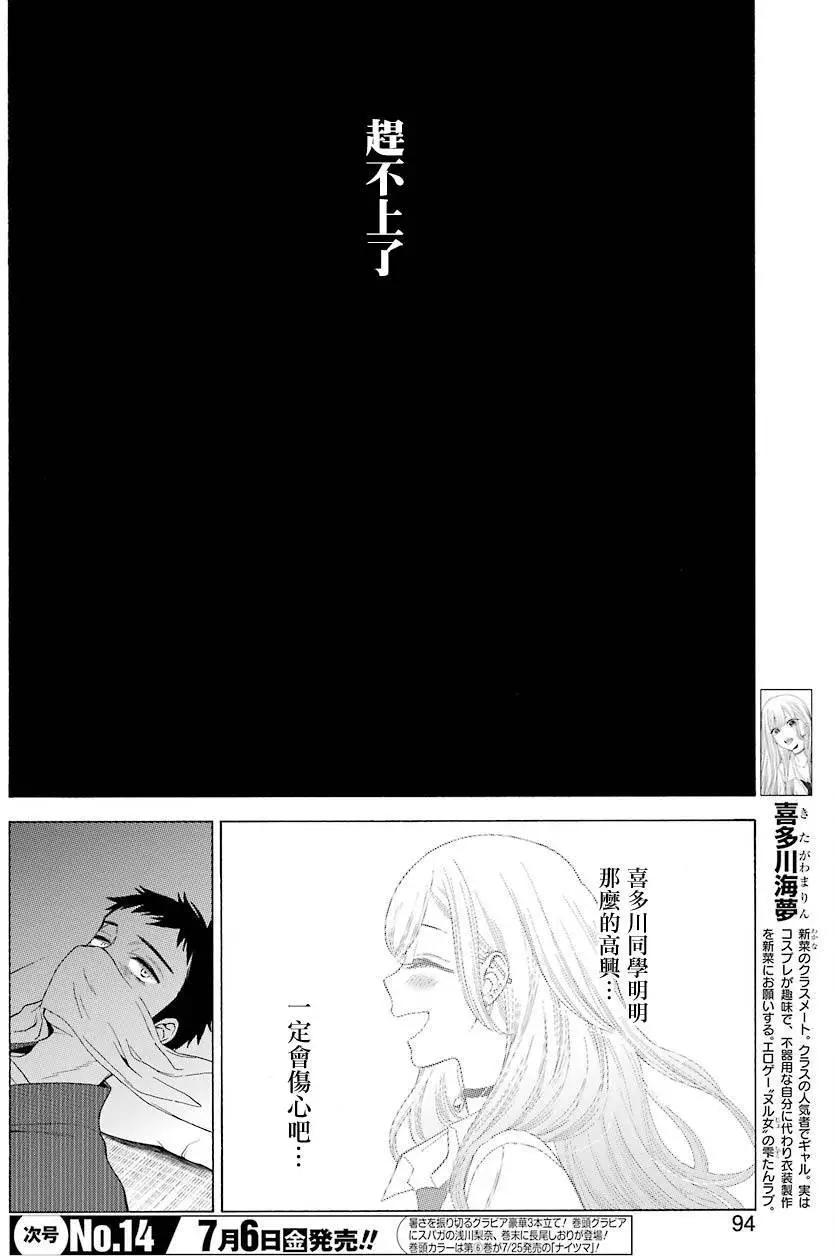 趕不上了
喜多川同學明明
那麼的高興…
一定會傷心吧…
きたがわまりん
喜多川海夢
わかな
新菜のクラスメート。クラスの人気者でギャル。実は
コスプレが趣味で、不器用な自分に代わり衣装製作
を新菜にお願いする。エロゲー〝ヌル女〟の雫たんラブ。
94
次号 No.14 7月6日金発売!!
暑さを振り切るグラビア豪華3本立て! 巻頭グラビア
にスパガの浅川梨奈、巻末に長尾しおりが登場!
巻頭カラーは第⑥巻が7/25発売の「ナイツマ」!